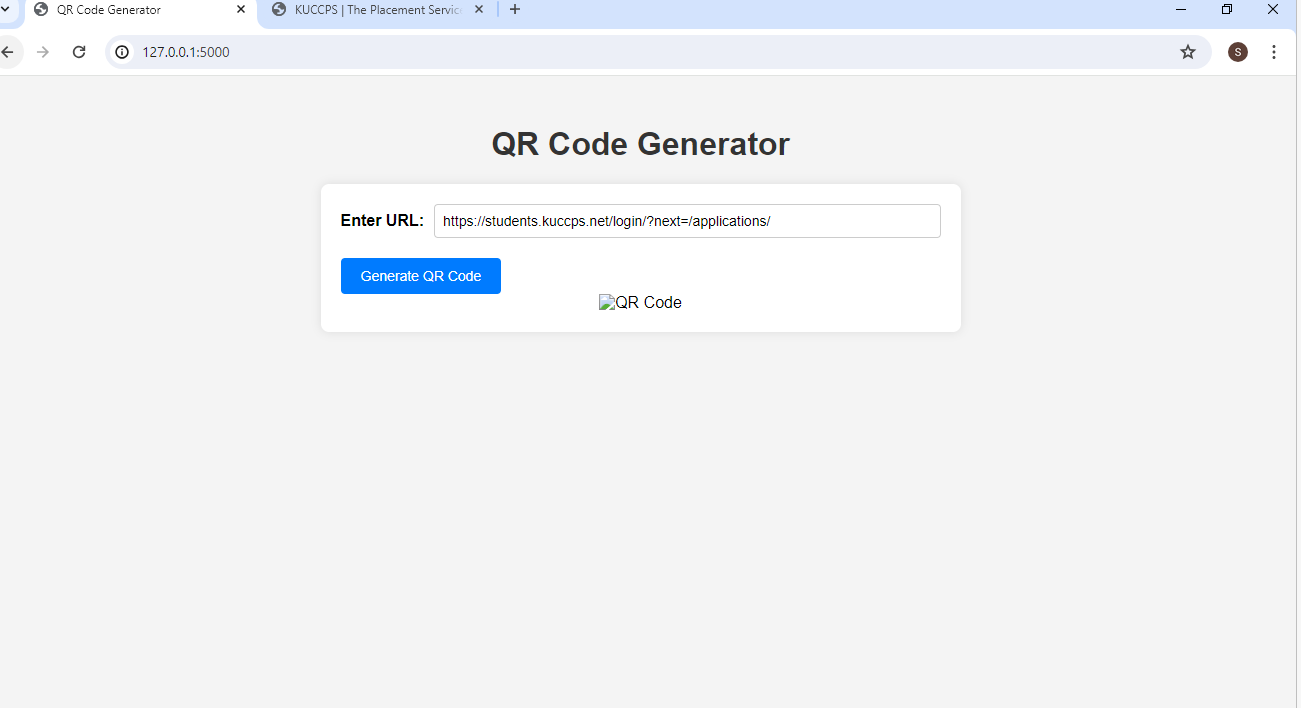 QR Code Generator
KUCCPS | The Placement Servic
127.0.0.1:5000
S
QR Code Generator
Enter URL:
https://students.kuccps.net/login/?next=/applications/
Generate QR Code
QR Code